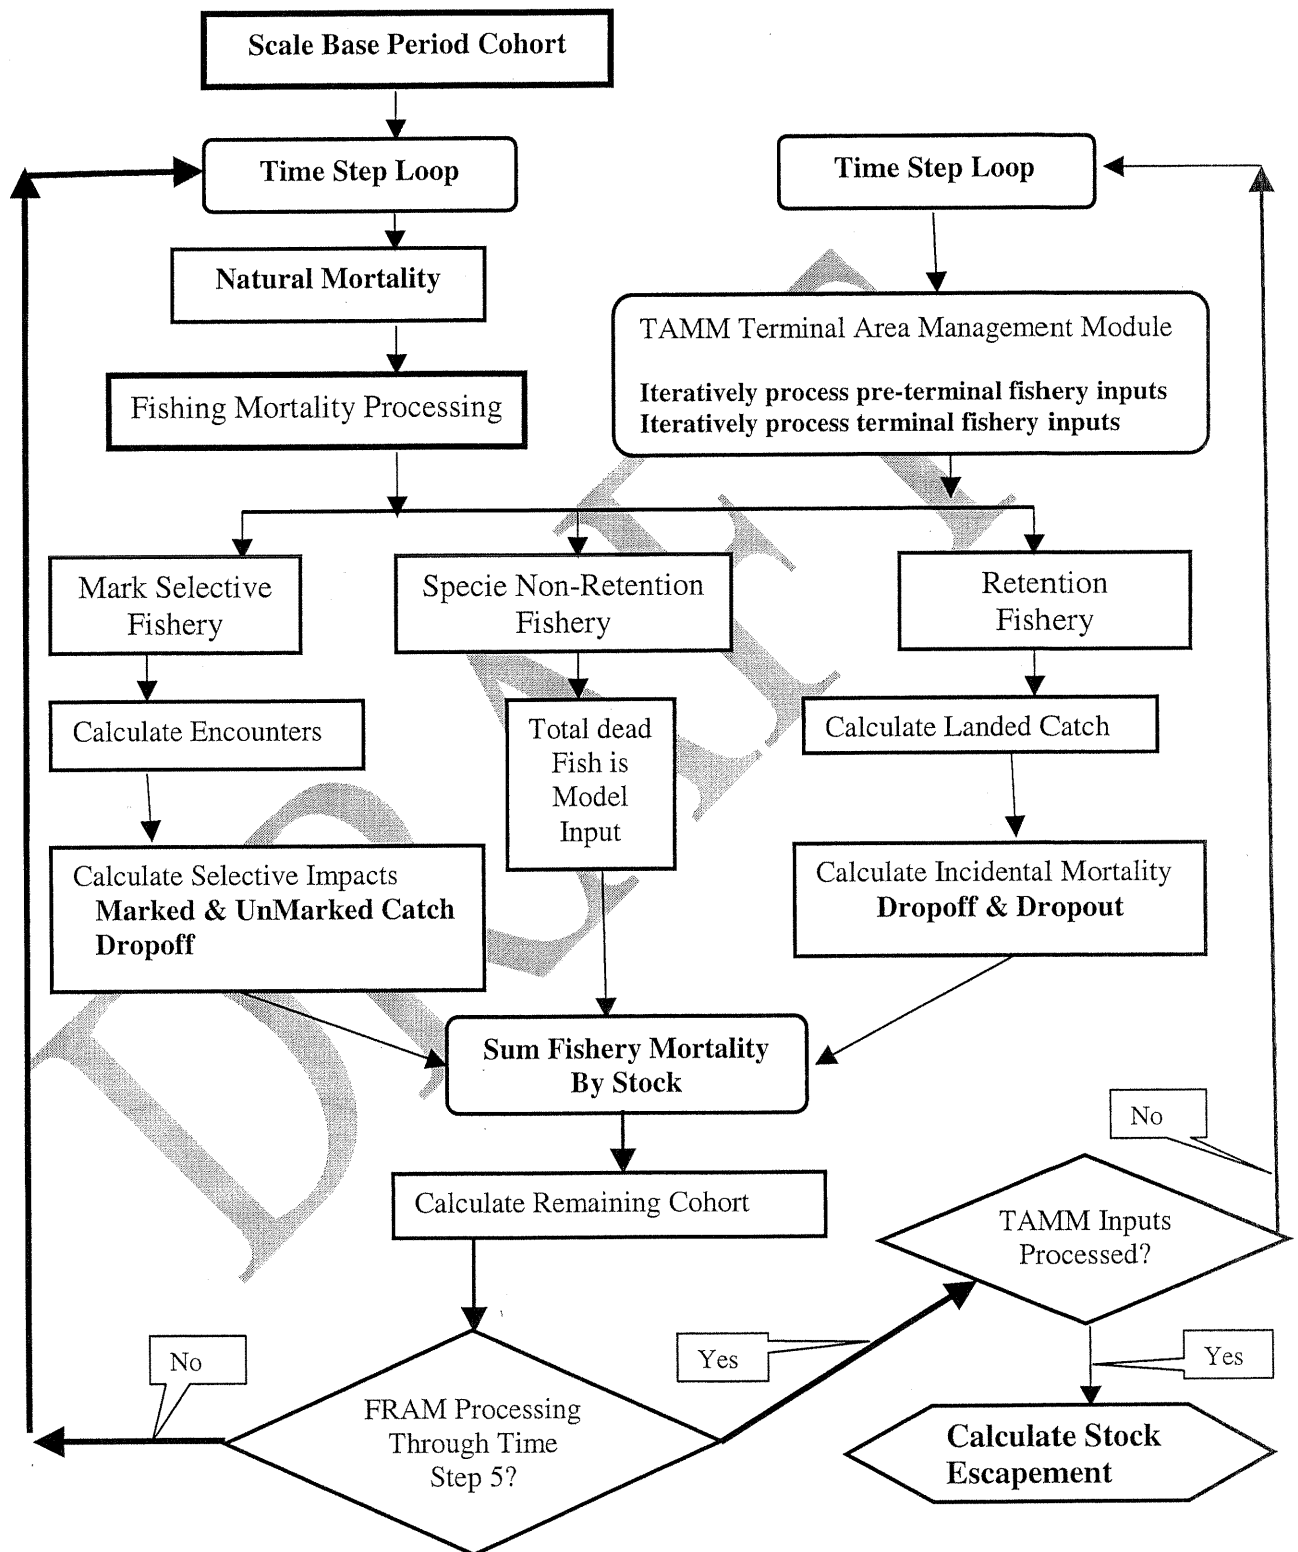 Scale Base Period Cohort
Time Step Loop
Time Step Loop
Natural Mortality
TAMM Terminal Area Management Module
Iteratively process pre-terminal fishery inputs
Iteratively process terminal fishery inputs
Fishing Mortality Processing
Mark Selective
Fishery
Specie Non-Retention
Fishery
Retention
Fishery
Calculate Encounters
Total dead
Fish is
Model
Input
Calculate Landed Catch
Calculate Selective Impacts
Marked & UnMarked Catch
Dropoff
Calculate Incidental Mortality
Dropoff & Dropout
Sum Fishery Mortality
By Stock
Calculate Remaining Cohort
No
TAMM Inputs
Processed?
No
Yes
Yes
FRAM Processing
Through Time
Step 5?
Calculate Stock
Escapement
DRAFT